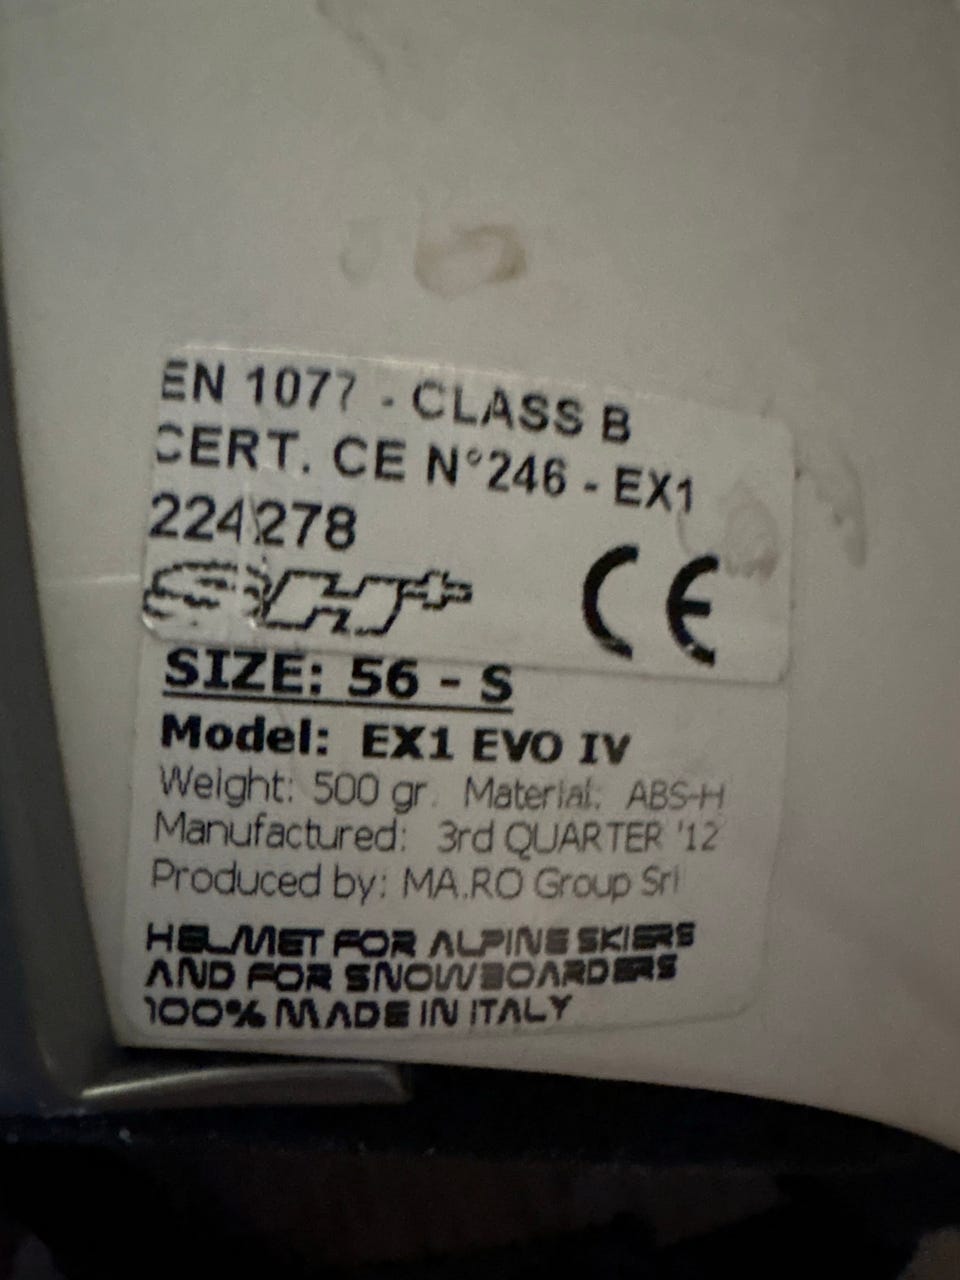 EN 1077 - CLASS B
CERT. CE N°246 - EX1
224278
CE
SIZE: 56 - S
Model: EX1 EVO IV
Weight: 500 gr. Material: ABS-H
Manufactured: 3rd QUARTER '12
Produced by: MA.RO Group Srl
HELMET FOR ALPINE SKIERS
AND FOR SNOWBOARDERS
100% MADE IN ITALY